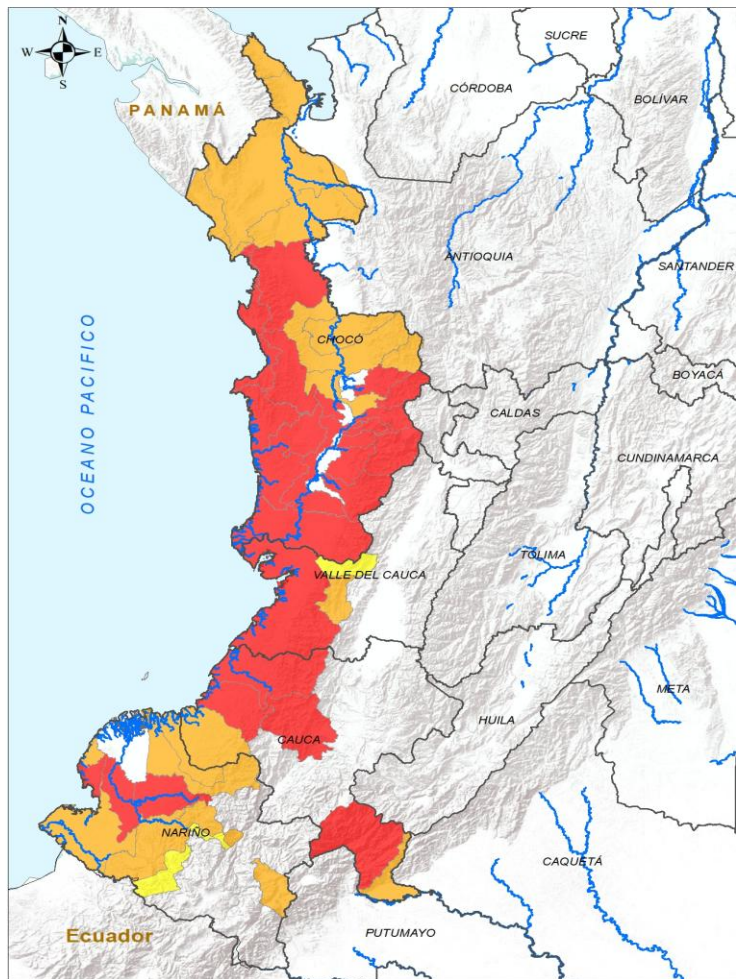 SUCRE
N
W E
S
CÓRDOBA
BOLÍVAR
PANAMÁ
ANTIOQUIA
SANTANDER
OCEANO PACIFICO
CHOCÓ
BOYACÁ
CALDAS
CUNDINAMARCA
TOLIMA
VALLE DEL CAUCA
META
HUILA
CAUCA
NARIÑO
CAQUETÁ
Ecuador
PUTUMAYO